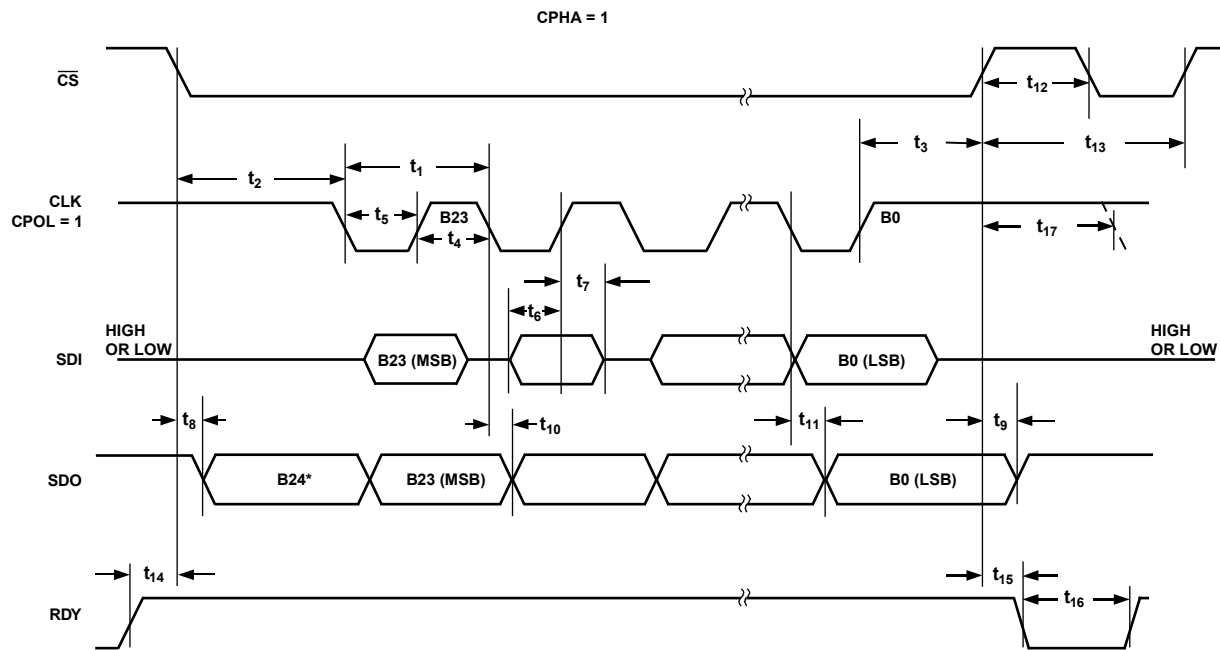 CPHA = 1
CS
t12
t3
t13
t1
t2
CLK
CPOL = 1
t5
B23
t4
B0
t17
t7
t6
HIGH
OR LOW
SDI
B23 (MSB)
B0 (LSB)
HIGH
OR LOW
t8
t10
t11
t9
SDO
B24*
B23 (MSB)
B0 (LSB)
t14
t15
t16
RDY